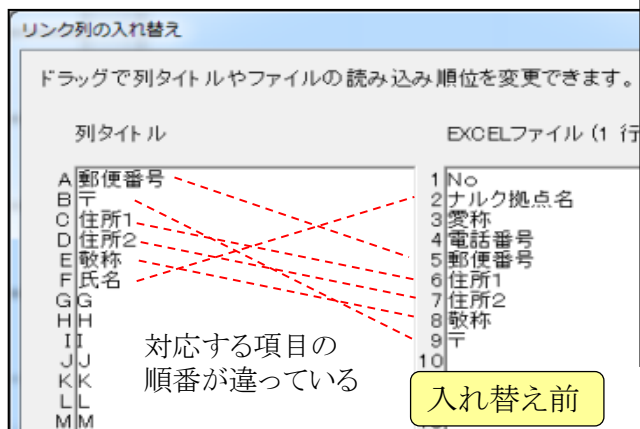 リンク列の入れ替え
ドラッグで列タイトルやファイルの読み込み順位を変更できます。
列タイトル
EXCELファイル (1 行
A 郵便番号
B 〒
C 住所1
D 住所2
E 敬称
F 氏名
G G
H H
I I
J J
K K
L L
M M
1 No
2 ナルク拠点名
3 愛称
4 電話番号
5 郵便番号
6 住所1
7 住所2
8 敬称
9 〒
10
対応する項目の
順番が違っている
入れ替え前